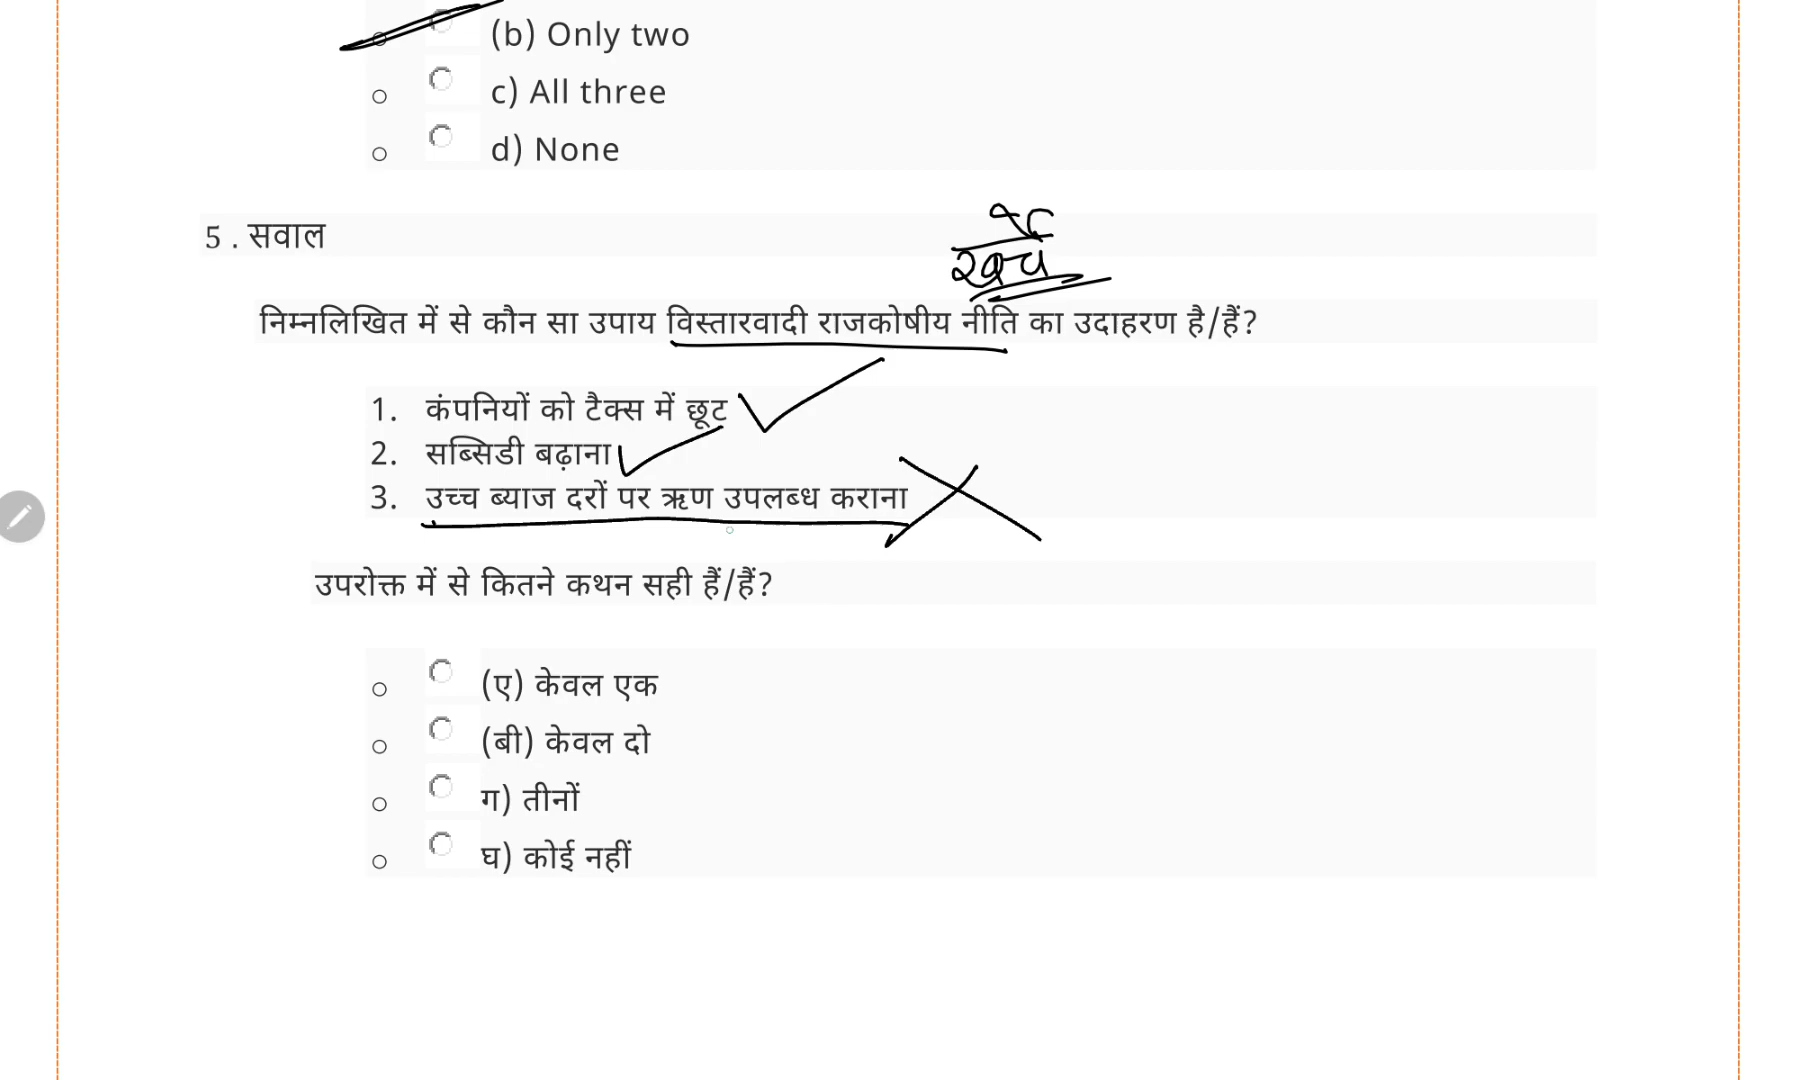 (b) Only two
c) All three
d) None
5 . सवाल
निम्नलिखित में से कौन सा उपाय विस्तारवादी राजकोषीय नीति का उदाहरण है/हैं?
1. कंपनियों को टैक्स में छूट
2. सब्सिडी बढ़ाना
3. उच्च ब्याज दरों पर ऋण उपलब्ध कराना
उपरोक्त में से कितने कथन सही हैं/हैं?
(ए) केवल एक
(बी) केवल दो
ग) तीनों
घ) कोई नहीं